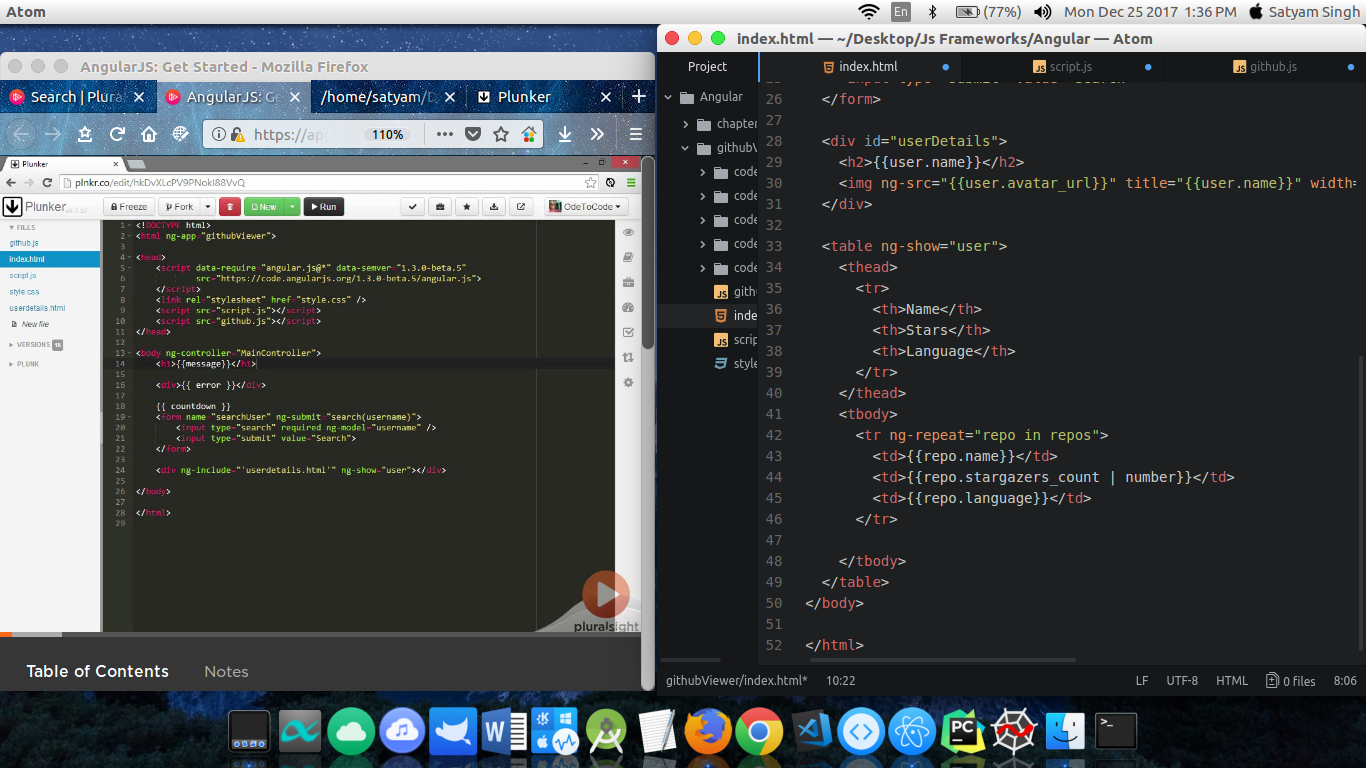 Atom
En
(77%)
Mon Dec 25 2017 1:36 PM
Satyam Singh
AngularJS: Get Started - Mozilla Firefox
Search | Plural
AngularJS: Ge
/home/satyam/D
Plunker
https://ap
110%
Plunker
plnkr.co/edit/hkDvXLcPV9PNokI88VvQ
Plunker
Freeze
Fork
New
Run
OdeToCode
FILES
github.js
index.html
script.js
style.css
userdetails.html
New file
VERSIONS 16
PLUNK
1 <!DOCTYPE html>
2 <html ng-app="githubViewer">
3
4 <head>
5 <script data-require="angular.js@*" data-semver="1.3.0-beta.5"
6 src="https://code.angularjs.org/1.3.0-beta.5/angular.js">
7 </script>
8 <link rel="stylesheet" href="style.css" />
9 <script src="script.js"></script>
10 <script src="github.js"></script>
11 </head>
12
13 <body ng-controller="MainController">
14 <h1>{{message}}</h1>
15
16 <div>{{ error }}</div>
17
18 {{ countdown }}
19 <form name="searchUser" ng-submit="search(username)">
20 <input type="search" required ng-model="username" />
21 <input type="submit" value="Search">
22 </form>
23
24 <div ng-include="'userdetails.html'" ng-show="user"></div>
25
26 </body>
27
28 </html>
29
pluralsight
Table of Contents
Notes
index.html — ~/Desktop/Js Frameworks/Angular — Atom
Project
index.html
script.js
github.js
Angular
chapter
githubV
code
code
code
code
code
gith
inde
scrip
style
26 </form>
27
28 <div id="userDetails">
29 <h2>{{user.name}}</h2>
30 <img ng-src="{{user.avatar_url}}" title="{{user.name}}" width=
31 </div>
32
33 <table ng-show="user">
34 <thead>
35 <tr>
36 <th>Name</th>
37 <th>Stars</th>
38 <th>Language</th>
39 </tr>
40 </thead>
41 <tbody>
42 <tr ng-repeat="repo in repos">
43 <td>{{repo.name}}</td>
44 <td>{{repo.stargazers_count | number}}</td>
45 <td>{{repo.language}}</td>
46 </tr>
47
48 </tbody>
49 </table>
50 </body>
51
52 </html>
githubViewer/index.html*
10:22
LF
UTF-8
HTML
0 files
8:06
W
PC
>_